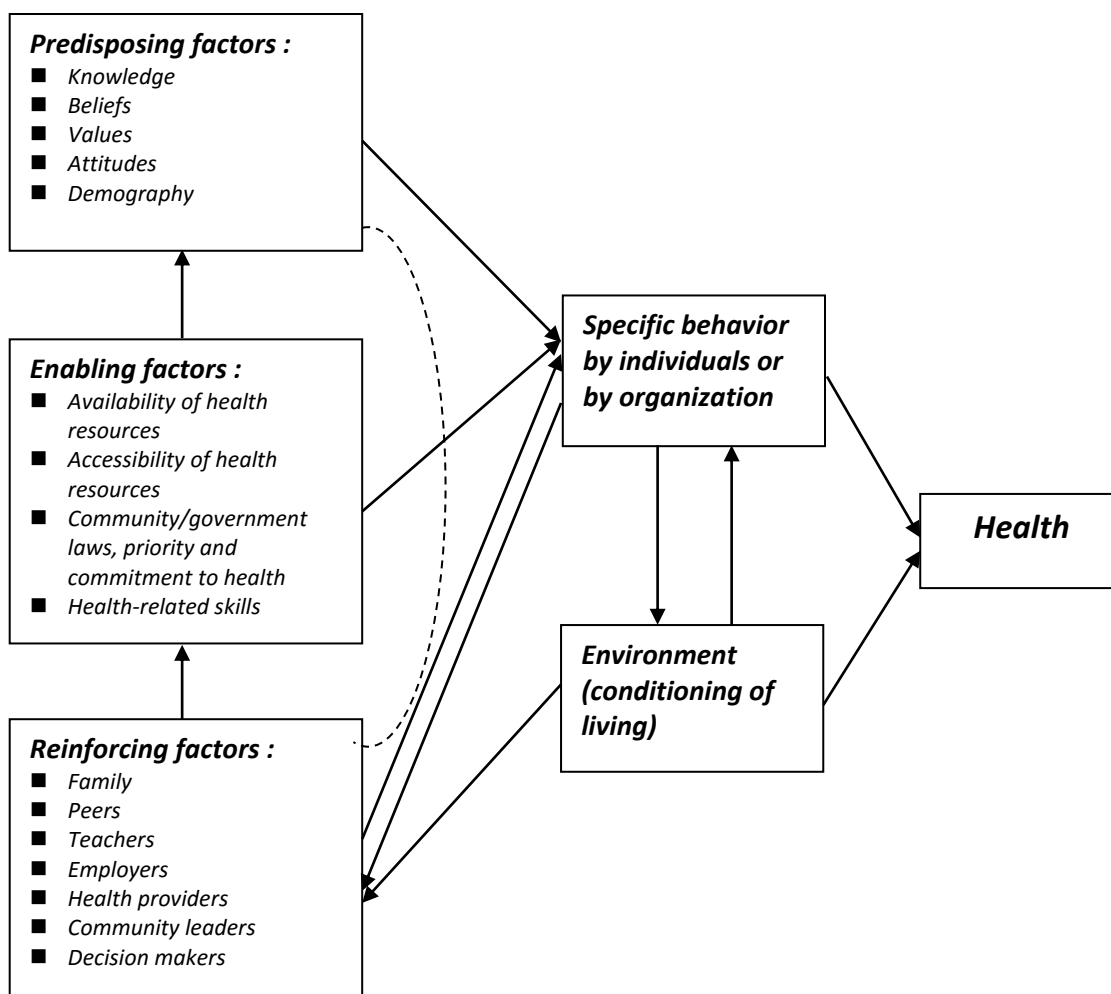 Predisposing factors :
■ Knowledge
■ Beliefs
■ Values
■ Attitudes
■ Demography
Enabling factors :
■ Availability of health
resources
■ Accessibility of health
resources
■ Community/government
laws, priority and
commitment to health
■ Health-related skills
Reinforcing factors :
■ Family
■ Peers
■ Teachers
■ Employers
■ Health providers
■ Community leaders
■ Decision makers
Specific behavior
by individuals or
by organization
Environment
(conditioning of
living)
Health